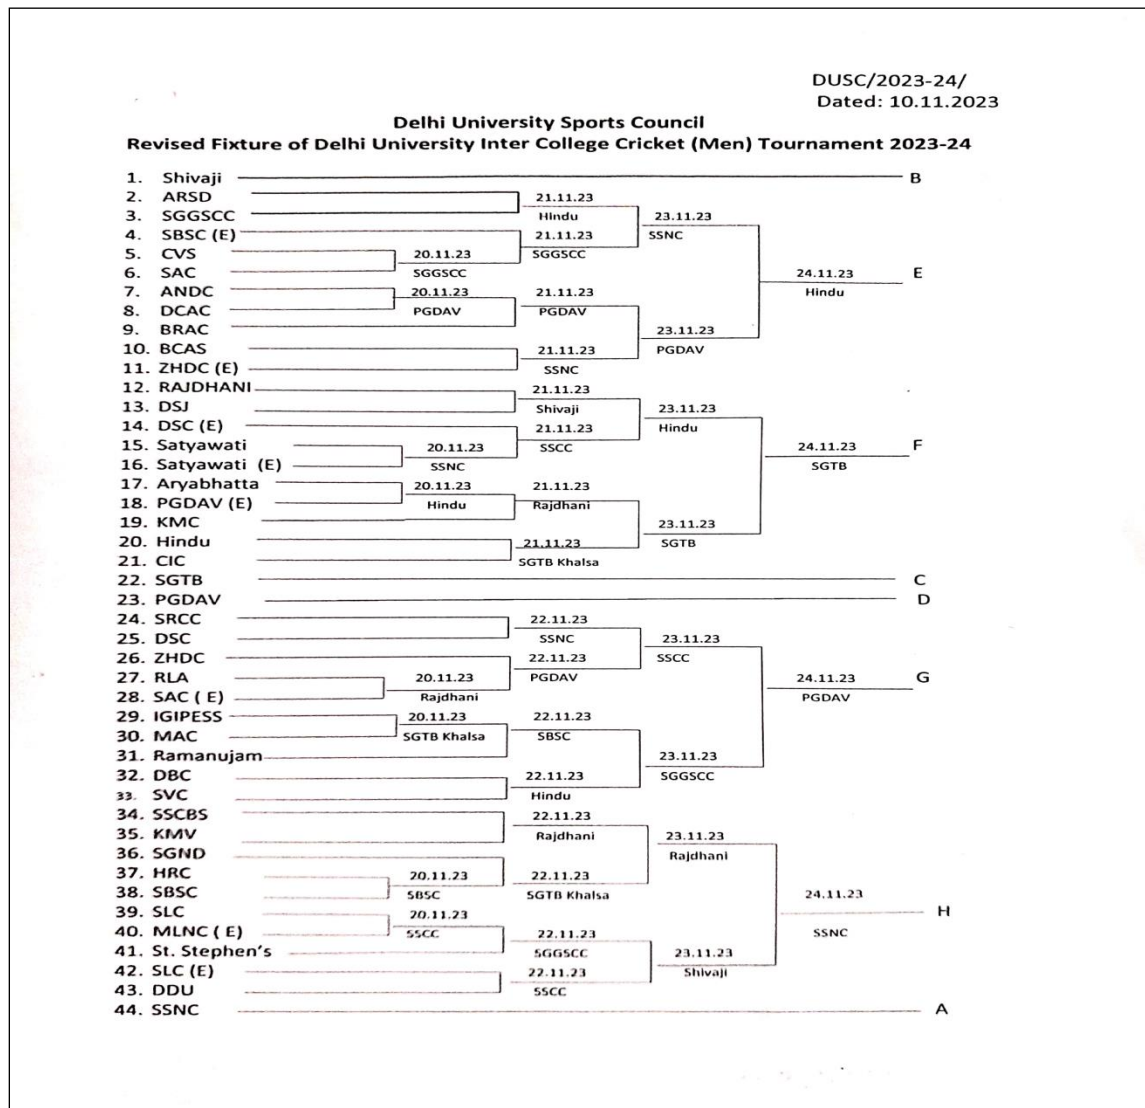 DUSC/2023-24/
Dated: 10.11.2023
Delhi University Sports Council
Revised Fixture of Delhi University Inter College Cricket (Men) Tournament 2023-24
1. Shivaji B
2. ARSD 21.11.23
3. SGGSCC Hindu 23.11.23
4. SBSC (E) 21.11.23 SSNC
5. CVS 20.11.23 SGGSCC
6. SAC SGGSCC 24.11.23 E
7. ANDC 20.11.23 21.11.23 Hindu
8. DCAC PGDAV PGDAV
9. BRAC 23.11.23
10. BCAS 21.11.23 PGDAV
11. ZHDC (E) SSNC
12. RAJDHANI 21.11.23
13. DSJ Shivaji 23.11.23
14. DSC (E) 21.11.23 Hindu
15. Satyawati 20.11.23 SSCC 24.11.23 F
16. Satyawati (E) SSNC SGTB
17. Aryabhatta 20.11.23 21.11.23
18. PGDAV (E) Hindu Rajdhani
19. KMC 23.11.23
20. Hindu 21.11.23 SGTB
21. CIC SGTB Khalsa
22. SGTB C
23. PGDAV D
24. SRCC 22.11.23
25. DSC SSNC 23.11.23
26. ZHDC 22.11.23 SSCC
27. RLA 20.11.23 PGDAV 24.11.23 G
28. SAC ( E) Rajdhani PGDAV
29. IGIPESS 20.11.23 22.11.23
30. MAC SGTB Khalsa SBSC
31. Ramanujam 23.11.23
32. DBC 22.11.23 SGGSCC
33. SVC Hindu
34. SSCBS 22.11.23
35. KMV Rajdhani 23.11.23
36. SGND Rajdhani
37. HRC 20.11.23 22.11.23
38. SBSC SBSC SGTB Khalsa 24.11.23
39. SLC 20.11.23 H
40. MLNC ( E) SSCC 22.11.23 SSNC
41. St. Stephen's SGGSCC 23.11.23
42. SLC (E) 22.11.23 Shivaji
43. DDU SSCC
44. SSNC A